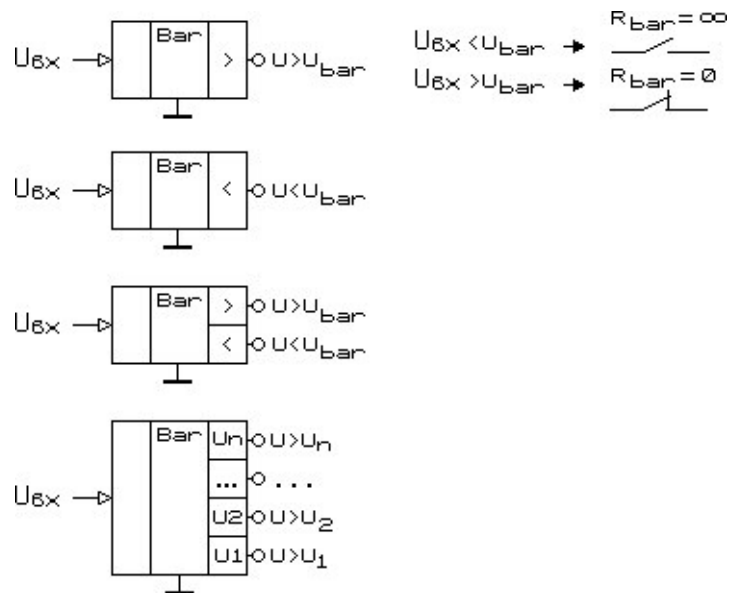 Uвх Bar > U>Ubar
Uвх <Ubar Rbar=∞
Uвх >Ubar Rbar=0
Uвх Bar < U<Ubar
Uвх Bar > U>Ubar
< U<Ubar
Uвх Bar Un U>Un
... ...
U2 U>U2
U1 U>U1